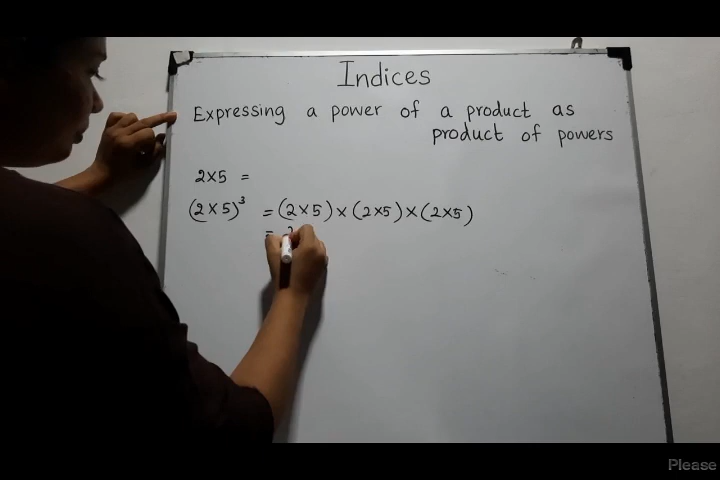 Indices
Expressing a power of a product as
product of powers
2×5 =
(2×5)³ = (2×5)×(2×5)×(2×5)
=
Please